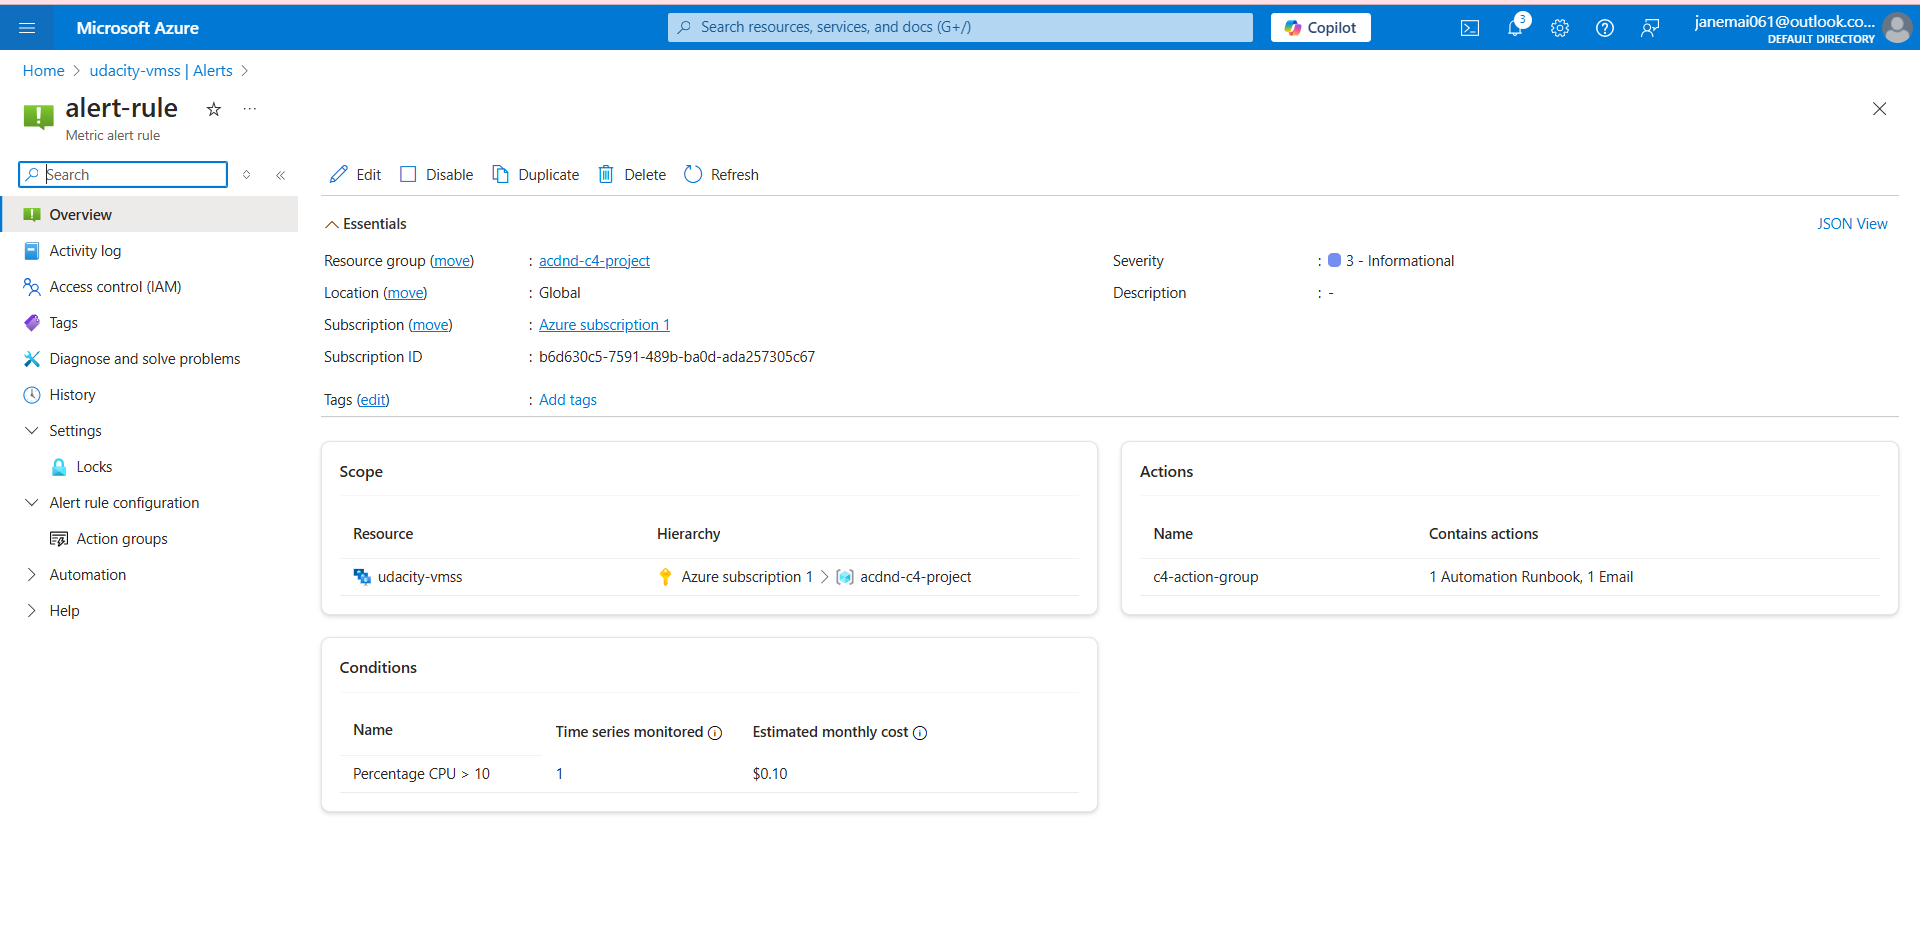 Microsoft Azure
Search resources, services, and docs (G+/)
Copilot
3
janemai061@outlook.co...
DEFAULT DIRECTORY
Home > udacity-vmss | Alerts >
alert-rule
Metric alert rule
Search
Overview
Activity log
Access control (IAM)
Tags
Diagnose and solve problems
History
Settings
Locks
Alert rule configuration
Action groups
Automation
Help
Edit Disable Duplicate Delete Refresh
Essentials
JSON View
Resource group (move) : acdnd-c4-project
Location (move) : Global
Subscription (move) : Azure subscription 1
Subscription ID : b6d630c5-7591-489b-ba0d-ada257305c67
Tags (edit) : Add tags
Severity : 3 - Informational
Description : -
Scope
Resource Hierarchy
udacity-vmss Azure subscription 1 > acdnd-c4-project
Actions
Name Contains actions
c4-action-group 1 Automation Runbook, 1 Email
Conditions
Name Time series monitored Estimated monthly cost
Percentage CPU > 10 1 $0.10